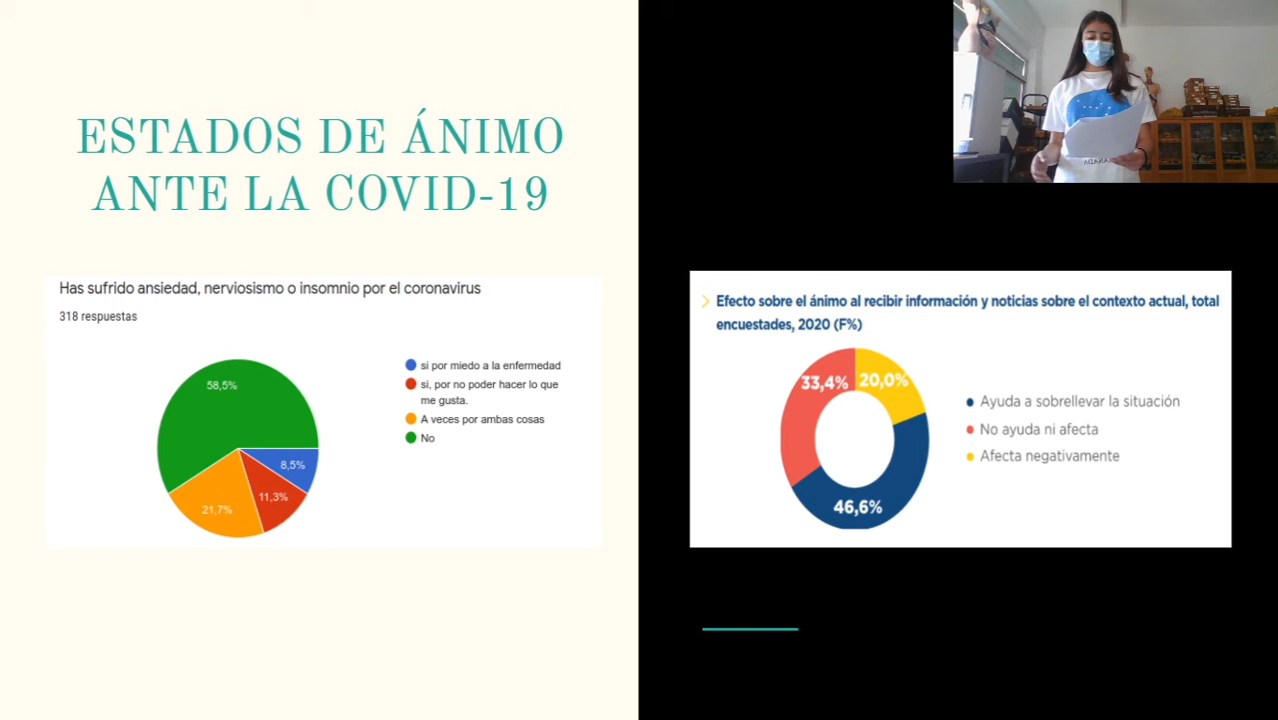 ESTADOS DE ÁNIMO
ANTE LA COVID-19
Has sufrido ansiedad, nerviosismo o insomnio por el coronavirus
318 respuestas
58,5%
8,5%
11,3%
21,7%
si por miedo a la enfermedad
si, por no poder hacer lo que
me gusta.
A veces por ambas cosas
No
Efecto sobre el ánimo al recibir información y noticias sobre el contexto actual, total
encuestades, 2020 (F%)
33,4%
20,0%
46,6%
Ayuda a sobrellevar la situación
No ayuda ni afecta
Afecta negativamente